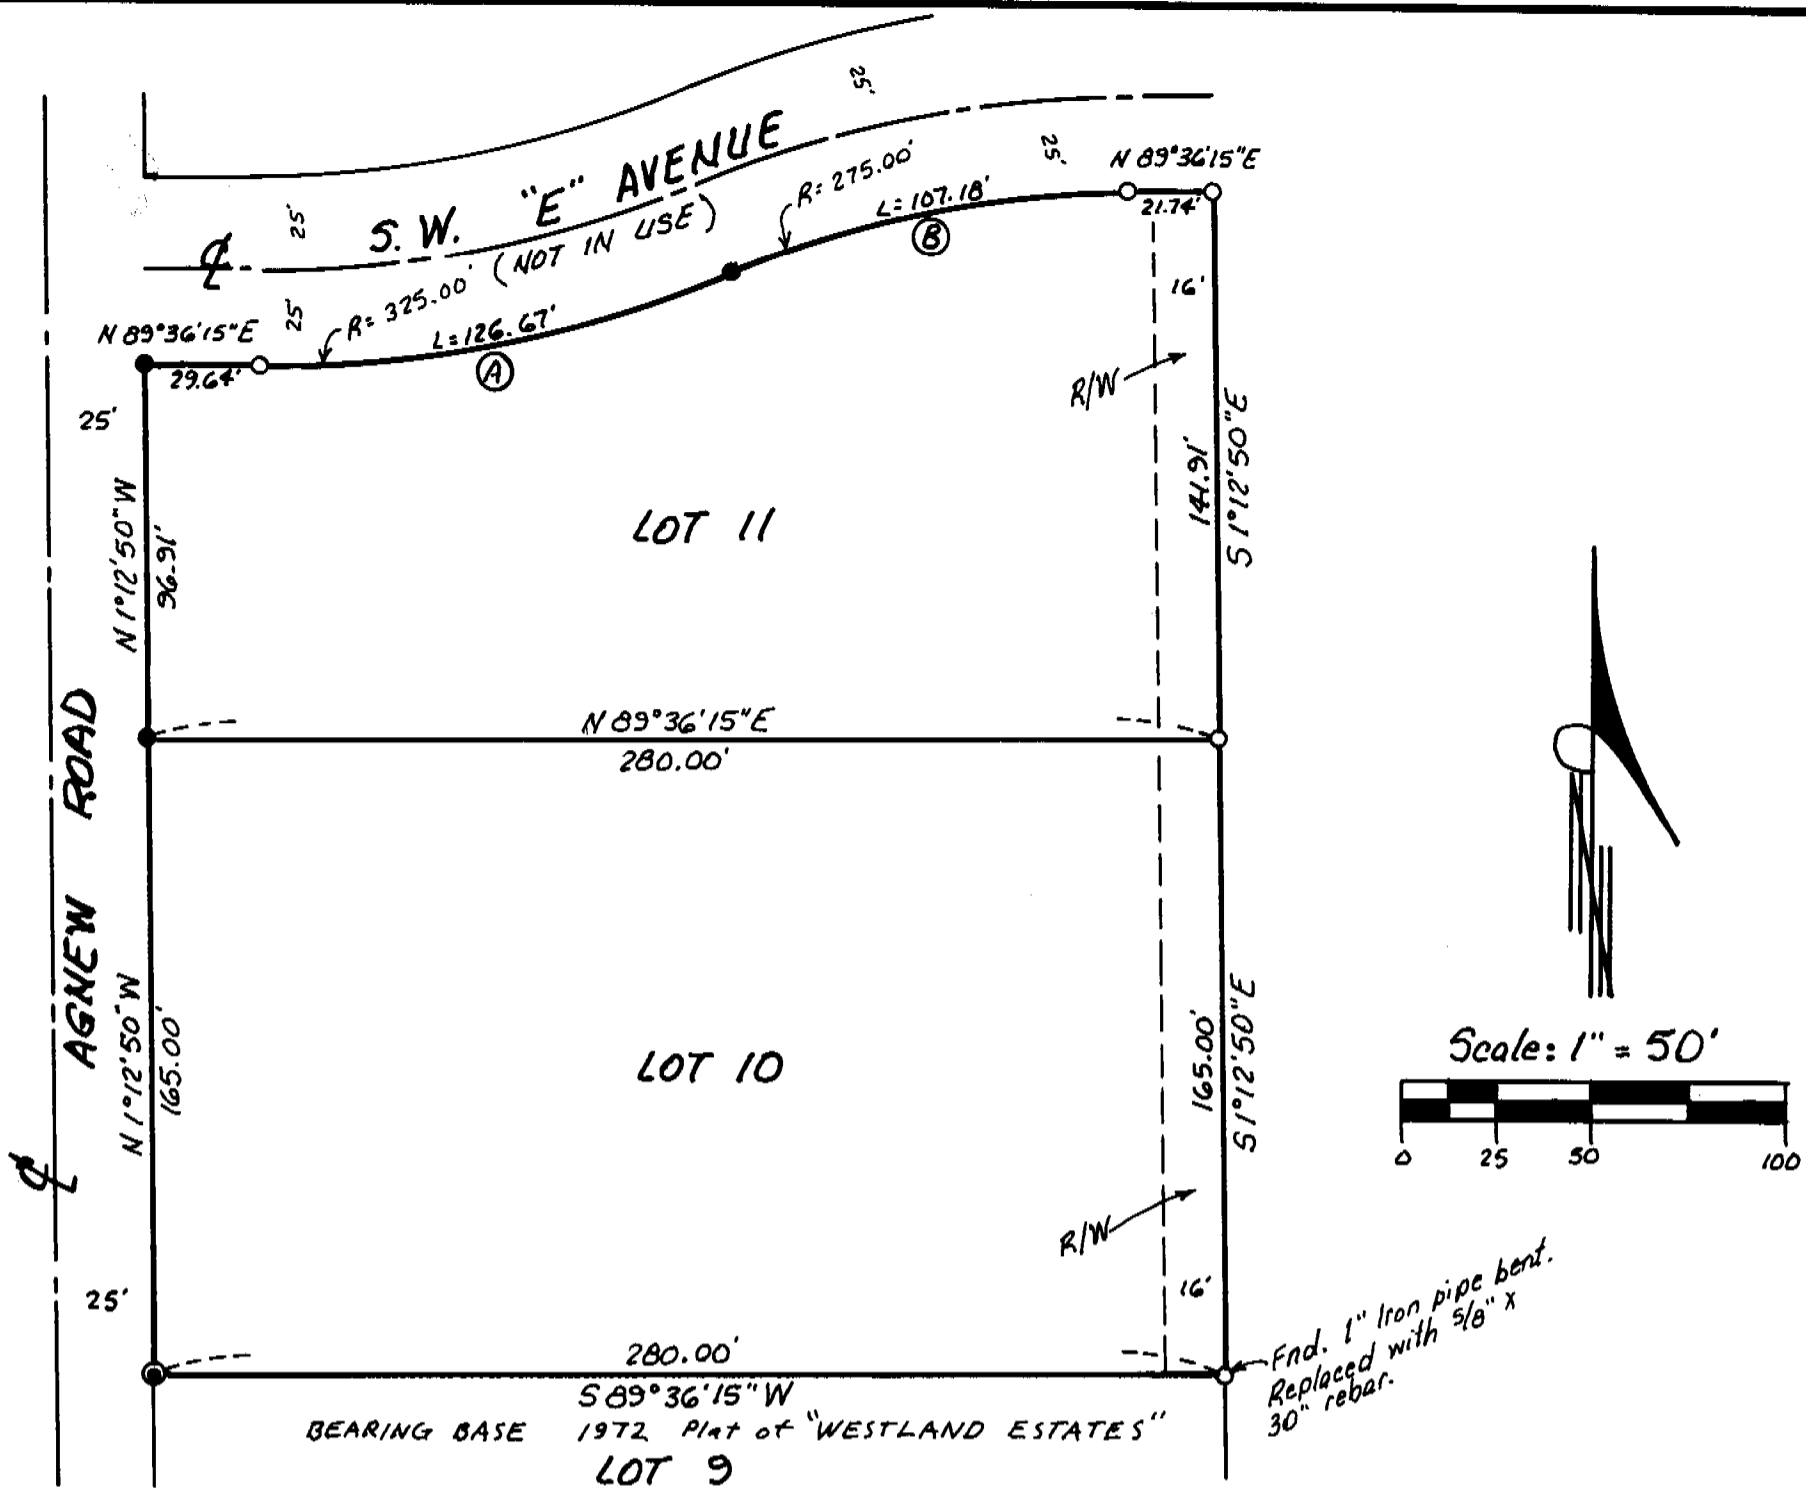 25'
S.W. "E" AVENUE
(NOT IN USE)
25'
25'
25'
R= 275.00'
L=107.18'
B
N 89°36'15"E
21.74'
N 89°36'15"E
29.64'
R= 325.00'
L=126.67'
A
16'
R/W
25'
N 1°12'50"W
96.91'
LOT 11
141.91'
S 1°12'50"E
N 89°36'15"E
280.00'
AGNEW ROAD
N 1°12'50"W
165.00'
LOT 10
165.00'
S 1°12'50"E
R/W
16'
25'
280.00'
S 89°36'15"W
BEARING BASE 1972 Plat of "WESTLAND ESTATES"
LOT 9
Fnd. 1" Iron pipe bent.
Replaced with 5/8" x
30" rebar.
N
Scale: 1" = 50'
0 25 50 100